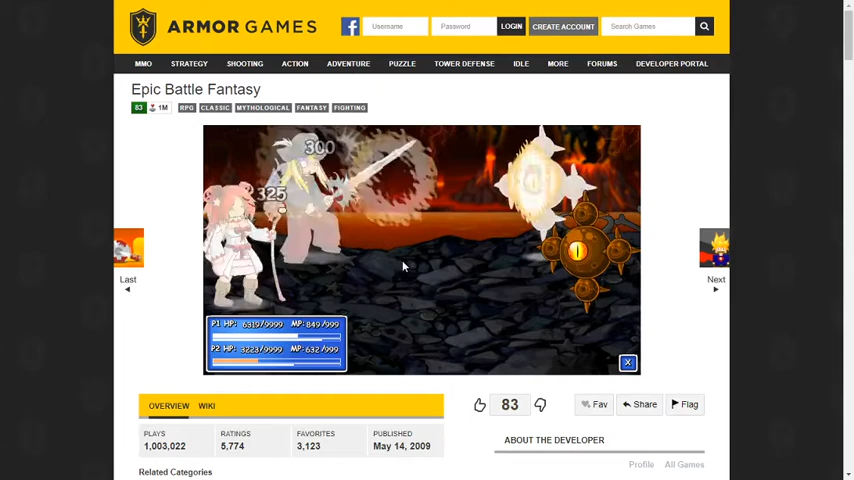 ARMOR GAMES
f
Username
Password
LOGIN
CREATE ACCOUNT
Search Games
MMO
STRATEGY
SHOOTING
ACTION
ADVENTURE
PUZZLE
TOWER DEFENSE
IDLE
MORE
FORUMS
DEVELOPER PORTAL
Epic Battle Fantasy
83
1M
RPG
CLASSIC
MYTHOLOGICAL
FANTASY
FIGHTING
300
325
Last
Next
P1 HP: 6319/9999 MP: 849/999
P2 HP: 3223/9999 MP: 632/999
X
OVERVIEW
WIKI
83
Fav
Share
Flag
PLAYS
1,003,022
RATINGS
5,774
FAVORITES
3,123
PUBLISHED
May 14, 2009
ABOUT THE DEVELOPER
Profile
All Games
Related Categories